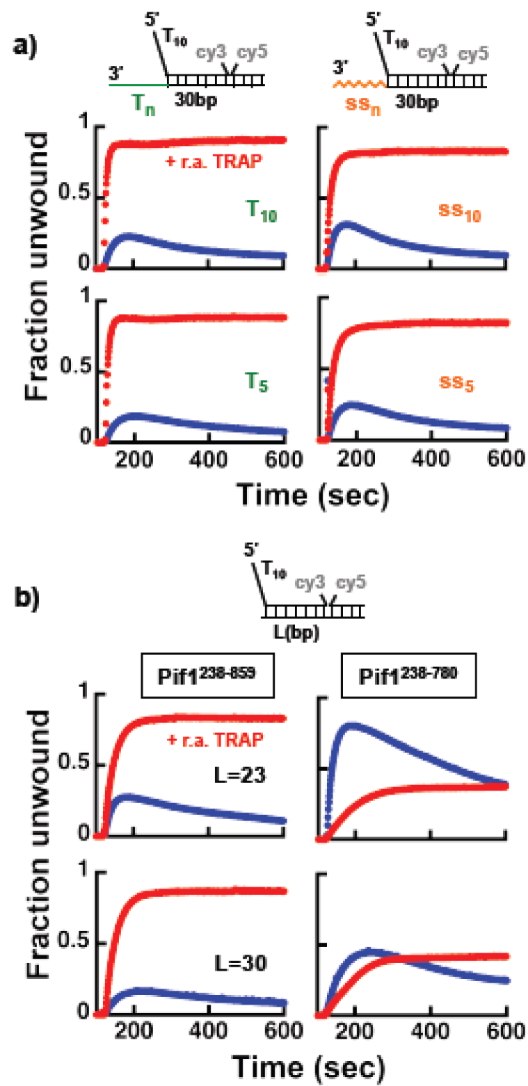 a)
5' T10 cy3 cy5
3'
Tn 30bp
5' T10 cy3 cy5
3'
ssn 30bp
Fraction unwound
1
0.5
0
+ r.a. TRAP
T10
ss10
1
0.5
0
T5
ss5
200 400 600
200 400 600
Time (sec)
b)
5' T10 cy3 cy5
L(bp)
Pif1238-859
Pif1238-780
Fraction unwound
1
0.5
0
+ r.a. TRAP
L=23
200 400 600
1
0.5
0
L=30
200 400 600
200 400 600
Time (sec)